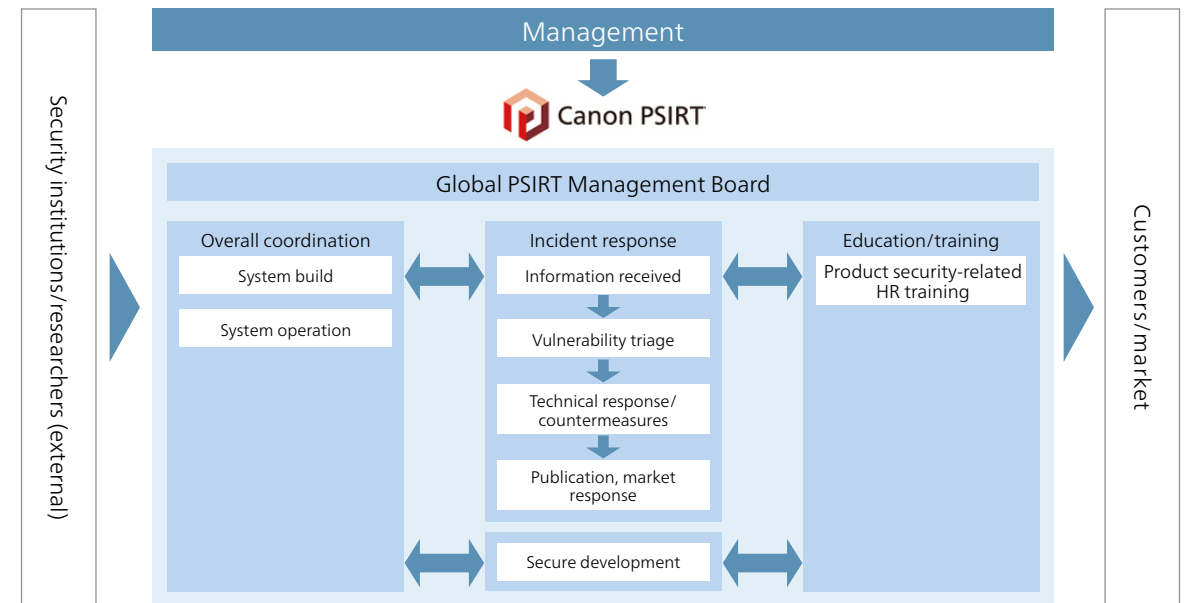 Management
Security institutions/researchers (external)
Canon PSIRT
Global PSIRT Management Board
Overall coordination
System build
System operation
Incident response
Information received
Vulnerability triage
Technical response/
countermeasures
Publication, market
response
Secure development
Education/training
Product security-related
HR training
Customers/market